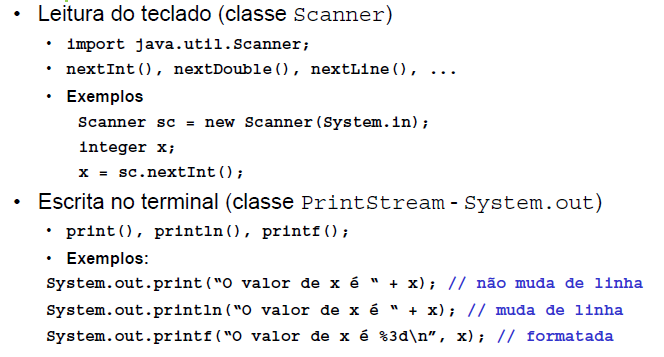 • Leitura do teclado (classe Scanner)
• import java.util.Scanner;
• nextInt(), nextDouble(), nextLine(), ...
• Exemplos
Scanner sc = new Scanner(System.in);
integer x;
x = sc.nextInt();
• Escrita no terminal (classe PrintStream - System.out)
• print(), println(), printf();
• Exemplos:
System.out.print(“O valor de x é “ + x); // não muda de linha
System.out.println(“O valor de x é “ + x); // muda de linha
System.out.printf(“O valor de x é %3d\n”, x); // formatada